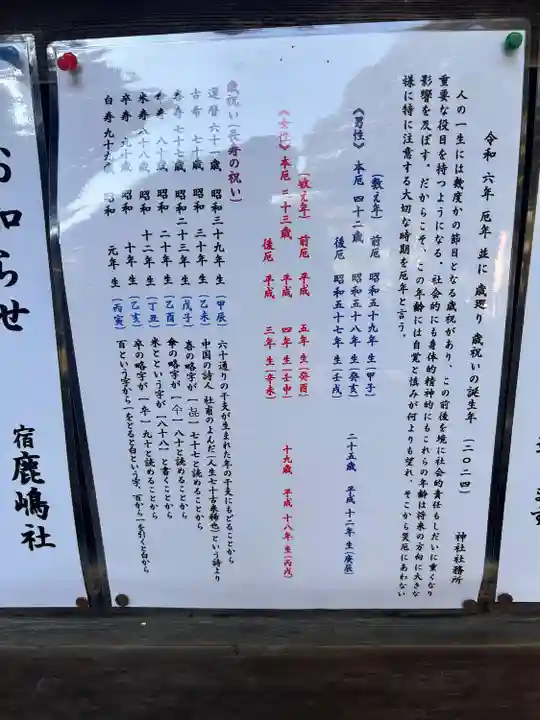 令和 六年 厄年 並に 歳廻り 歳祝いの誕生年 (二〇二四)
神社社務所
人の一生には幾度かの節目となる歳祝があり、この前後を境に社会的責任もしだいに重くなり
重要な役目を持つようになる。社会的にも身体的精神的にもこれらの年齢は将来の方向に大きな
影響を及ぼす。だからこそ、この年齢には自覚と慎みが何よりも望れ、そこから災厄にあわない
様に特に注意する大切な時期を厄年と言う。
(数え年) 前厄 昭和五十九年生(甲子)
《男性》 本厄 四十二歳 昭和五十八年生(癸亥) 二十五歳 平成十二年生(庚辰)
後厄 昭和五十七年生(壬戌)
(数え年) 前厄 平成 五年生(癸酉)
《女性》 本厄 三十三歳 平成 四年生(壬申) 十九歳 平成十八年生(丙戌)
後厄 平成 三年生(辛未)
歳祝い(長寿の祝い)
還暦 六十一歳 昭和三十九年生(甲辰) 六十通りの干支が生まれた年の干支にもどることから
古希 七十歳 昭和 三十年生(乙未) 中国の詩人 社甫のよんだ「人生七十古来稀也」という詩より
喜寿 七十七歳 昭和二十三年生(戊子) 喜の略字が(㐂)七十七と読めることから
傘寿 八十歳 昭和 二十年生(乙酉) 傘の略字が(仐)八十と読めることから
米寿 八十八歳 昭和 十二年生(丁丑) 米という字が(八十八)と書くことから
卒寿 九十歳 昭和 十年生(乙亥) 卒の略字が(卆)九十と読めることから
白寿 九十九歳 昭和 元年生(丙寅) 百という字から一をとると白という字、百から一を引くと白から
お知らせ
宿鹿嶋社